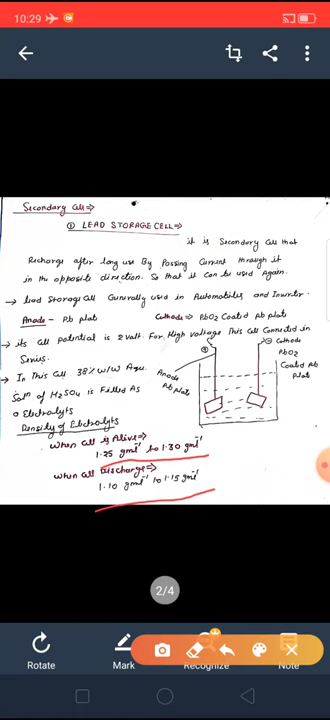 10:29
Secondary Cell⇒
① LEAD STORAGE CELL⇒
it is Secondary Cell that
Recharge after long use By Passing Current through it
in the opposite direction. So that it can be used Again.
→ lead Storage Cell Generally used in Automobiles and Inverter.
Anode - Pb plate Cathode ⇒ PbO2 Coated Pb plate
→ its Cell Potential is 2 Volt. For High Voltage This Cell Connected in
Series.
→ In this Cell 38% W/W Aqu.
Sol^n of H2SO4 is Filled As
Electrolyte
Density of Electrolyte
When Cell is Alive⇒
1.25 gml⁻¹ to 1.30 gml⁻¹
When Cell Discharge⇒
1.10 gml⁻¹ to 1.15 gml⁻¹
Anode
Pb plate
Cathode
PbO2
Coated Pb
Plate
2/4
Rotate
Mark
Recognize
Note